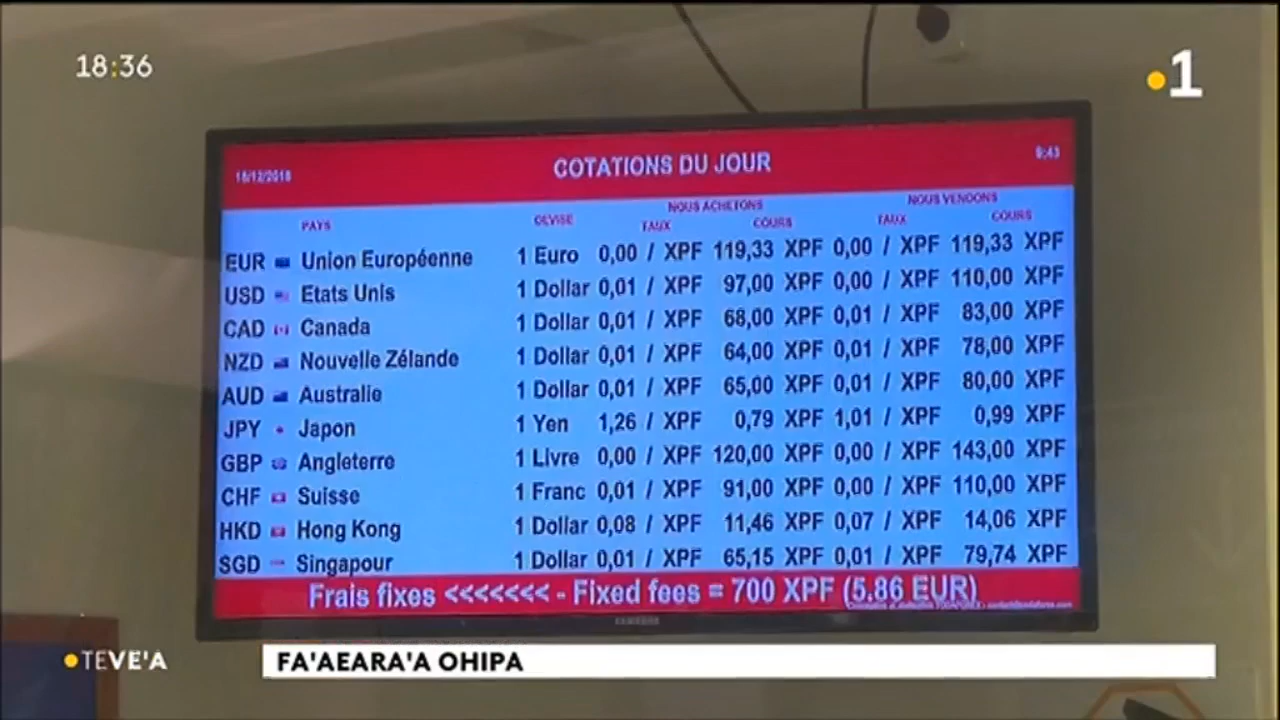 18:36
1
COTATIONS DU JOUR
8:43
NOUS ACHETONS NOUS VENDONS
PAYS DEVISE TAUX COURS TAUX COURS
EUR Union Européenne 1 Euro 0,00 / XPF 119,33 XPF 0,00 / XPF 119,33 XPF
USD Etats Unis 1 Dollar 0,01 / XPF 97,00 XPF 0,00 / XPF 110,00 XPF
CAD Canada 1 Dollar 0,01 / XPF 68,00 XPF 0,01 / XPF 83,00 XPF
NZD Nouvelle Zélande 1 Dollar 0,01 / XPF 64,00 XPF 0,01 / XPF 78,00 XPF
AUD Australie 1 Dollar 0,01 / XPF 65,00 XPF 0,01 / XPF 80,00 XPF
JPY Japon 1 Yen 1,26 / XPF 0,79 XPF 1,01 / XPF 0,99 XPF
GBP Angleterre 1 Livre 0,00 / XPF 120,00 XPF 0,00 / XPF 143,00 XPF
CHF Suisse 1 Franc 0,01 / XPF 91,00 XPF 0,00 / XPF 110,00 XPF
HKD Hong Kong 1 Dollar 0,08 / XPF 11,46 XPF 0,07 / XPF 14,06 XPF
SGD Singapour 1 Dollar 0,01 / XPF 65,15 XPF 0,01 / XPF 79,74 XPF
Frais fixes <<<<<<< - Fixed fees = 700 XPF (5.86 EUR)
SAMSUNG
TEVE'A
FA'AEARA'A OHIPA